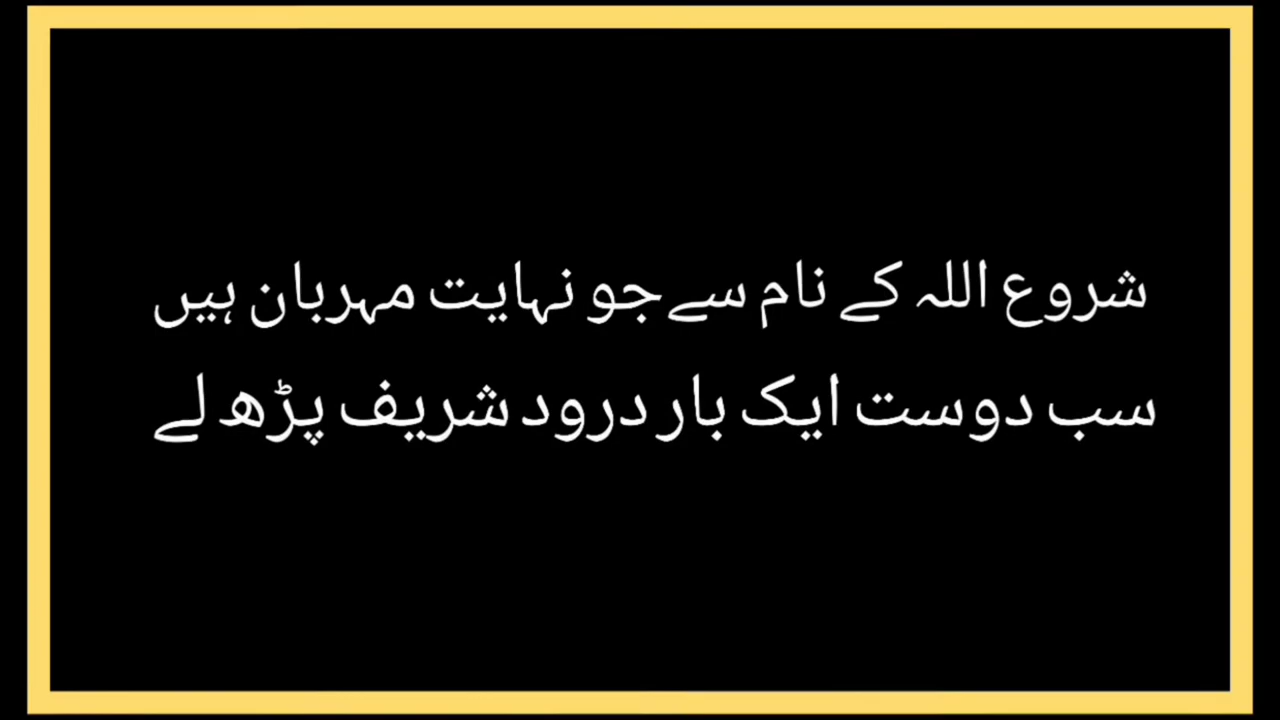 شروع اللہ کے نام سے جو نہایت مہربان ہیں
سب دوست ایک بار درود شریف پڑھ لے